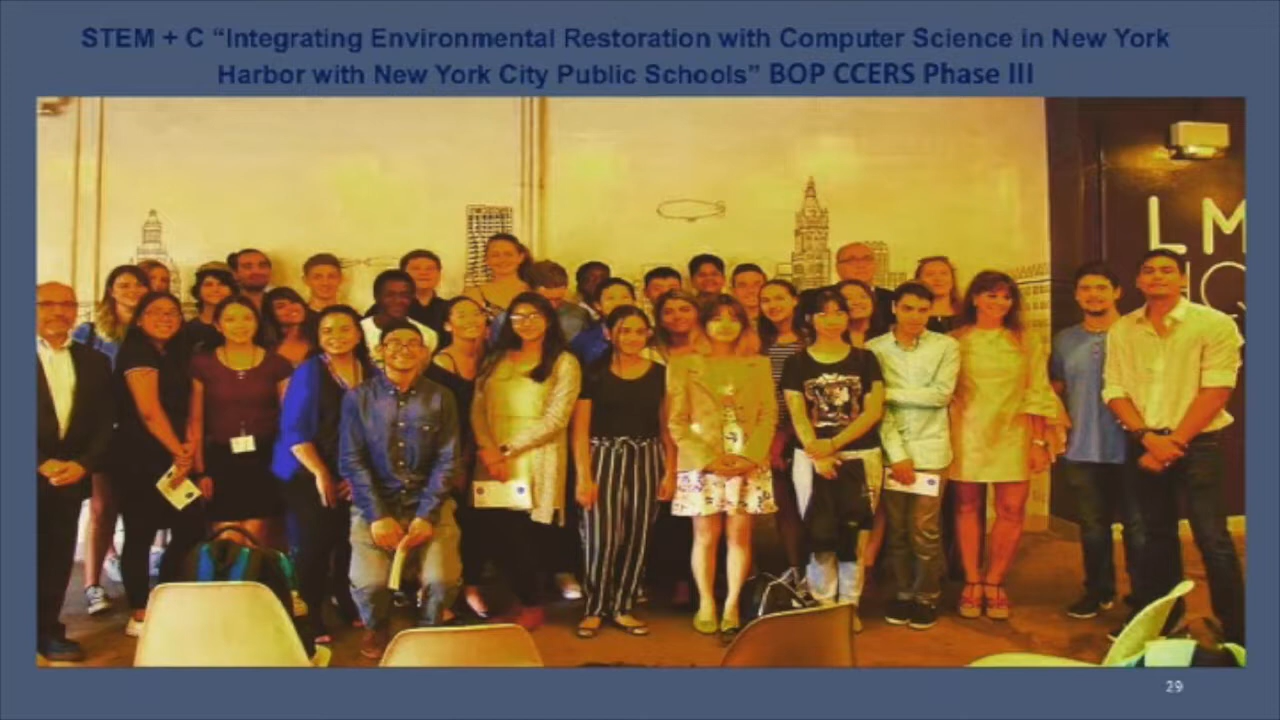 STEM + C “Integrating Environmental Restoration with Computer Science in New York
Harbor with New York City Public Schools” BOP CCERS Phase III
LM
29